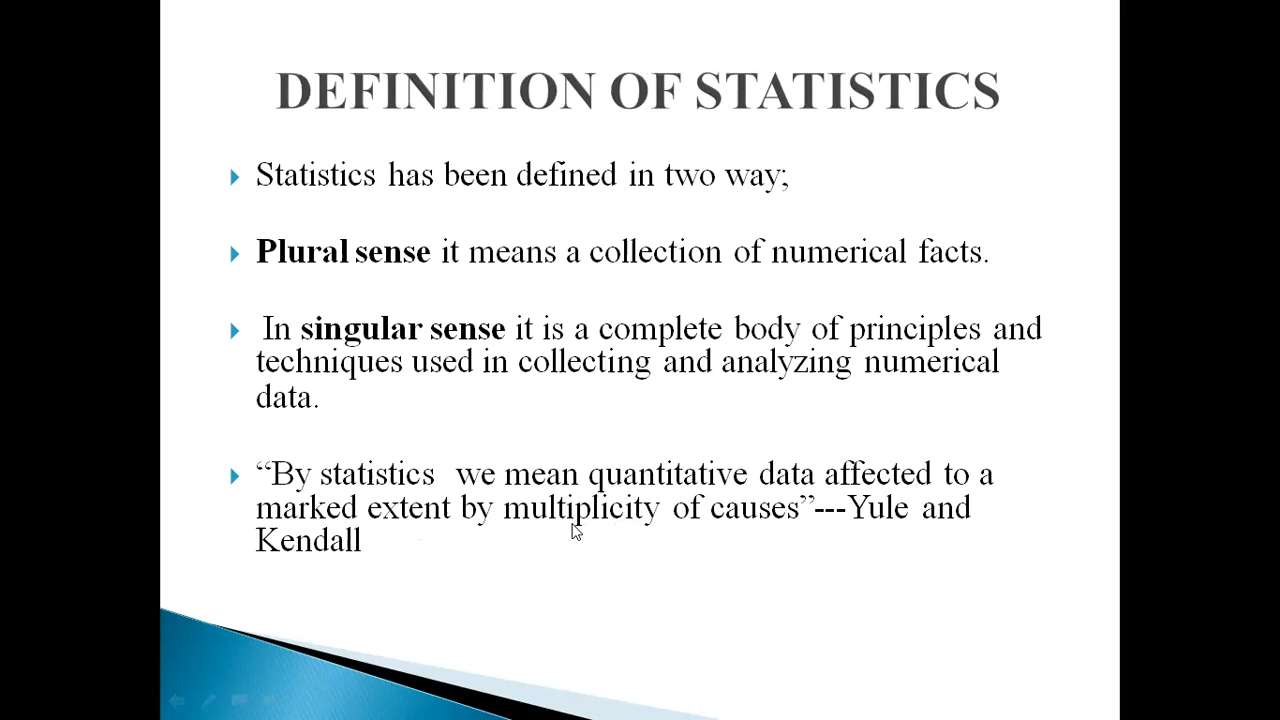 DEFINITION OF STATISTICS
Statistics has been defined in two way;
Plural sense it means a collection of numerical facts.
In singular sense it is a complete body of principles and
techniques used in collecting and analyzing numerical
data.
“By statistics we mean quantitative data affected to a
marked extent by multiplicity of causes”---Yule and
Kendall